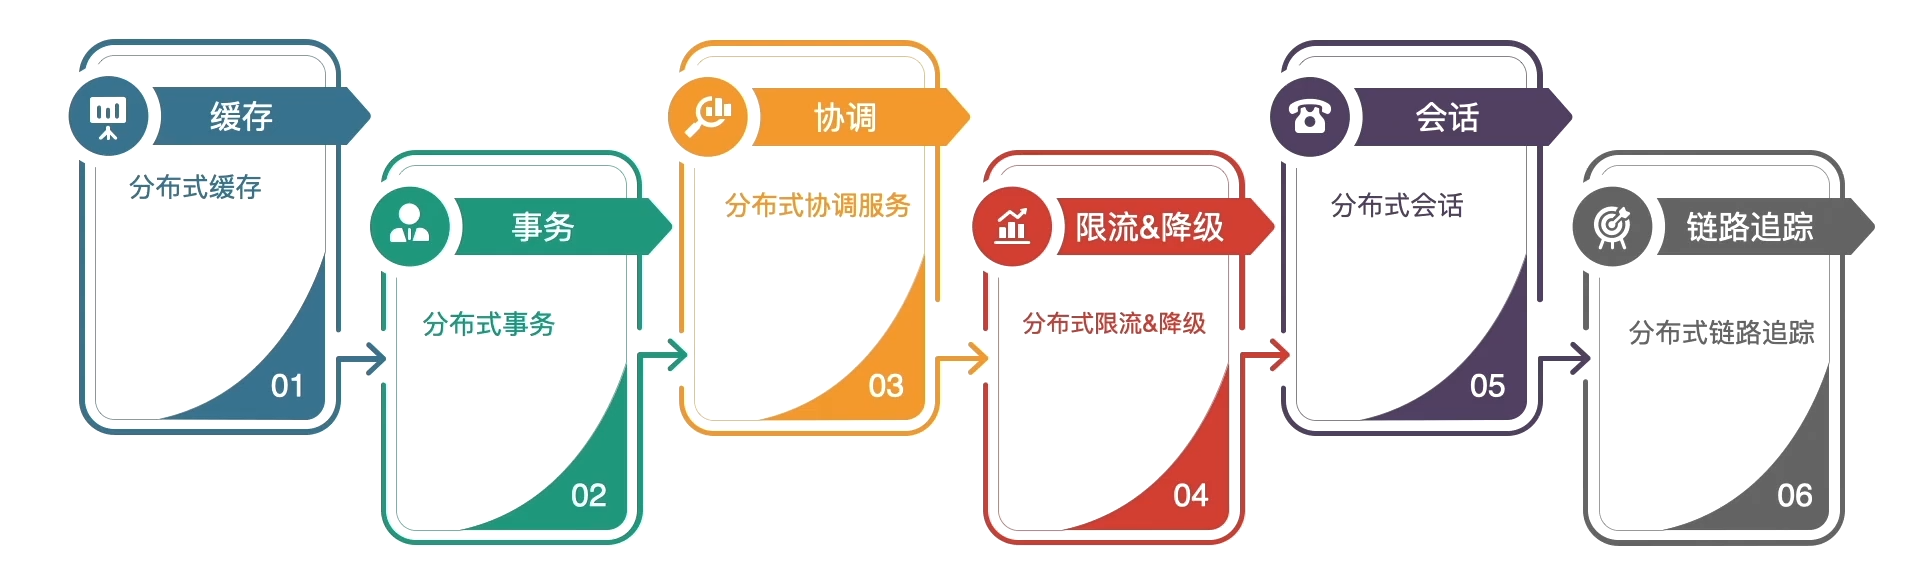 缓存
分布式缓存
01
事务
分布式事务
02
协调
分布式协调服务
03
限流&降级
分布式限流&降级
04
会话
分布式会话
05
链路追踪
分布式链路追踪
06